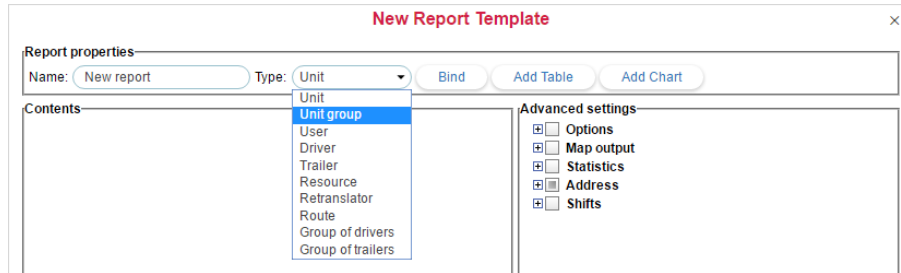 New Report Template
×
Report properties
Name: New report Type: Unit Bind Add Table Add Chart
Contents
Unit
Unit group
User
Driver
Trailer
Resource
Retranslator
Route
Group of drivers
Group of trailers
Advanced settings
Options
Map output
Statistics
Address
Shifts